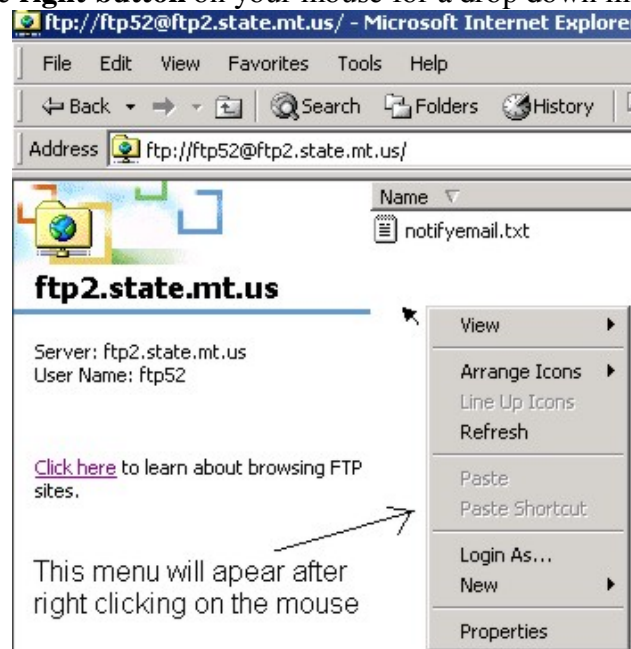 right button on your mouse for a drop down
ftp://ftp52@ftp2.state.mt.us/ - Microsoft Internet Explore
File Edit View Favorites Tools Help
Back Search Folders History
Address ftp://ftp52@ftp2.state.mt.us/
Name
notifyemail.txt
ftp2.state.mt.us
Server: ftp2.state.mt.us
User Name: ftp52
Click here to learn about browsing FTP
sites.
This menu will apear after
right clicking on the mouse
View
Arrange Icons
Line Up Icons
Refresh
Paste
Paste Shortcut
Login As...
New
Properties